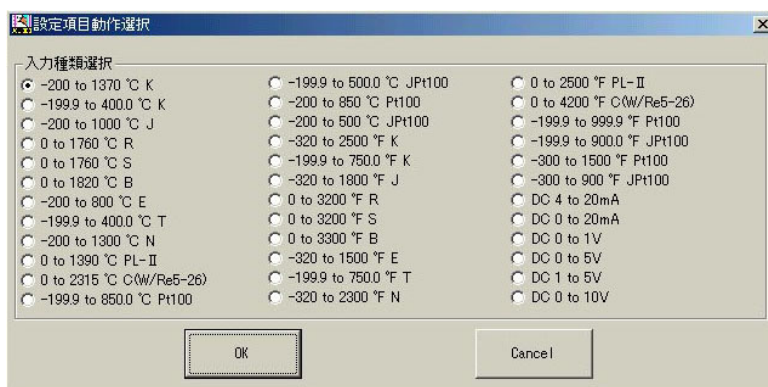 設定項目動作選択
入力種類選択
-200 to 1370 ℃ K
-199.9 to 400.0 ℃ K
-200 to 1000 ℃ J
0 to 1760 ℃ R
0 to 1760 ℃ S
0 to 1820 ℃ B
-200 to 800 ℃ E
-199.9 to 400.0 ℃ T
-200 to 1300 ℃ N
0 to 1390 ℃ PL-Ⅱ
0 to 2315 ℃ C(W/Re5-26)
-199.9 to 850.0 ℃ Pt100
-199.9 to 500.0 ℃ JPt100
-200 to 850 ℃ Pt100
-200 to 500 ℃ JPt100
-320 to 2500 °F K
-199.9 to 750.0 °F K
-320 to 1800 °F J
0 to 3200 °F R
0 to 3200 °F S
0 to 3300 °F B
-320 to 1500 °F E
-199.9 to 750.0 °F T
-320 to 2300 °F N
0 to 2500 °F PL-Ⅱ
0 to 4200 °F C(W/Re5-26)
-199.9 to 999.9 °F Pt100
-199.9 to 900.0 °F JPt100
-300 to 1500 °F Pt100
-300 to 900 °F JPt100
DC 4 to 20mA
DC 0 to 20mA
DC 0 to 1V
DC 0 to 5V
DC 1 to 5V
DC 0 to 10V
OK
Cancel